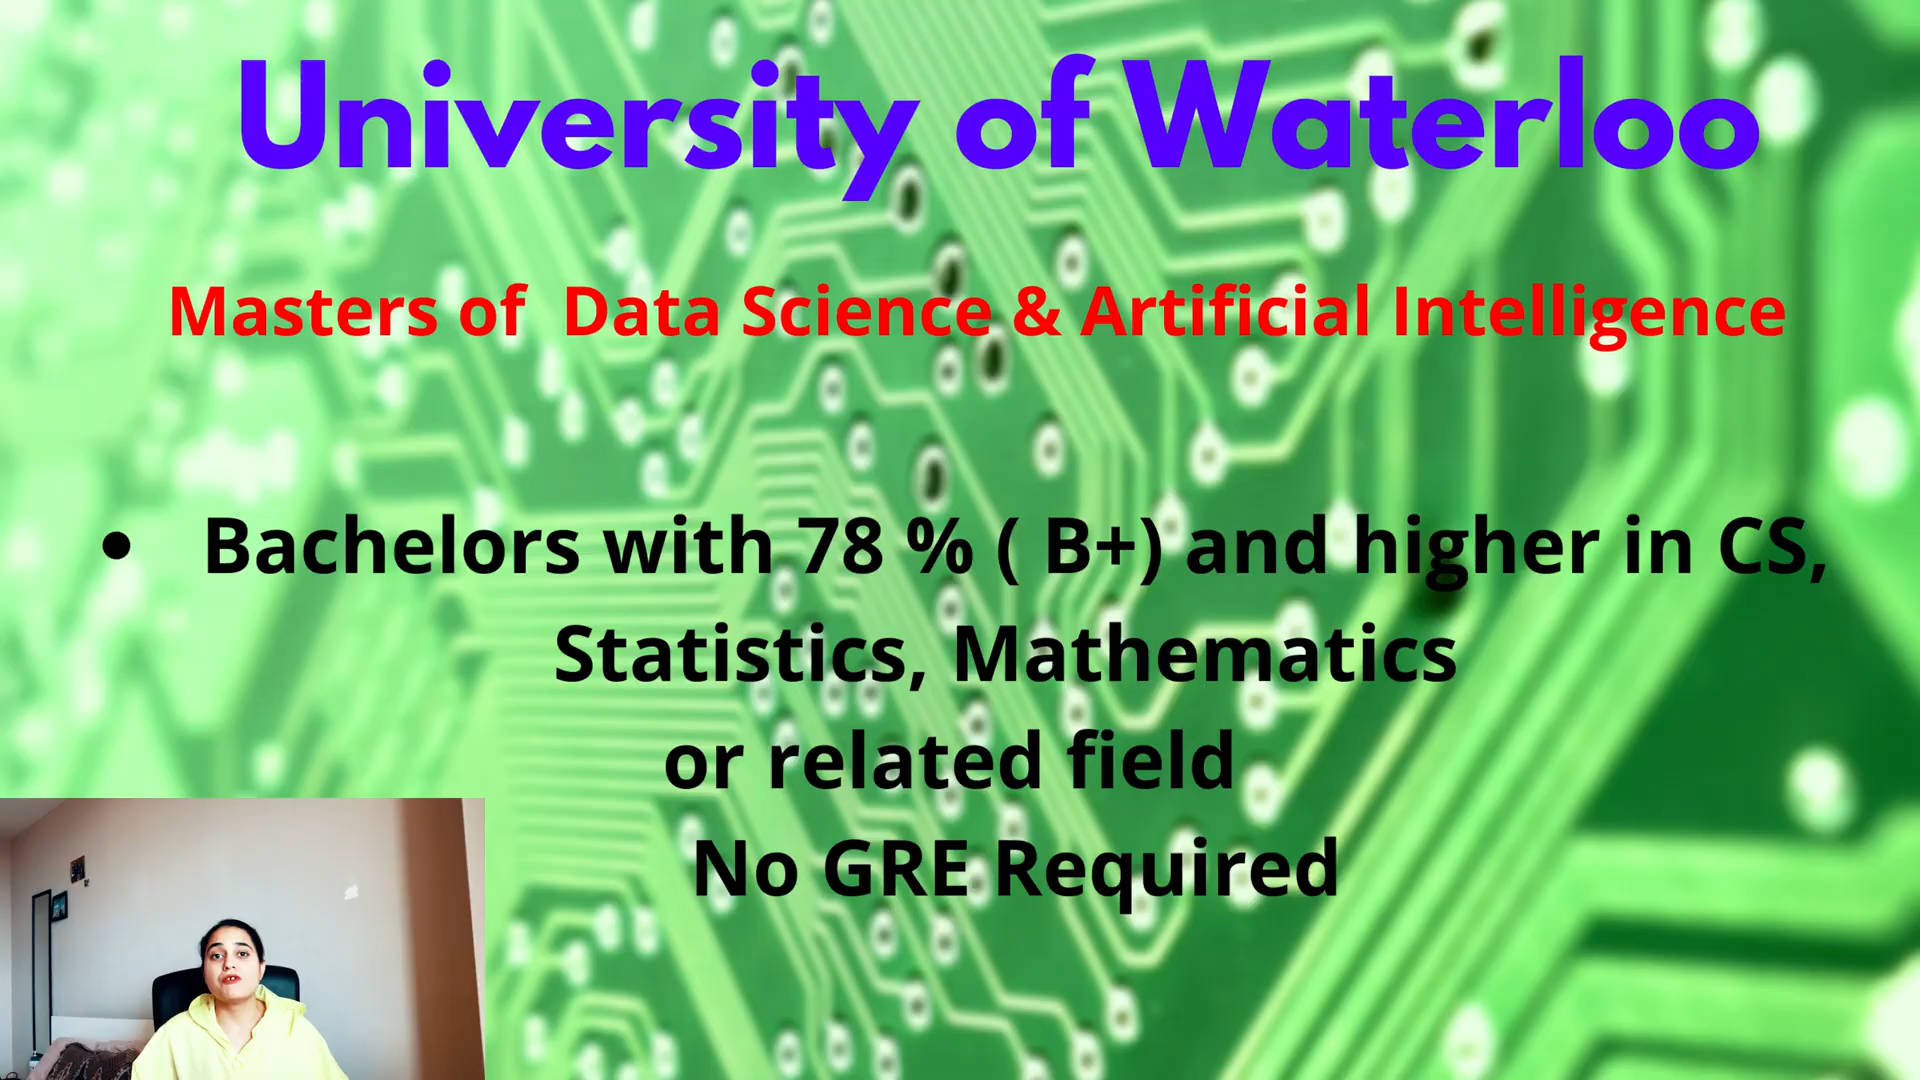 University of Waterloo
Masters of  Data Science & Artificial Intelligence
• Bachelors with 78 % ( B+) and higher in CS,
Statistics, Mathematics
or related field
No GRE Required